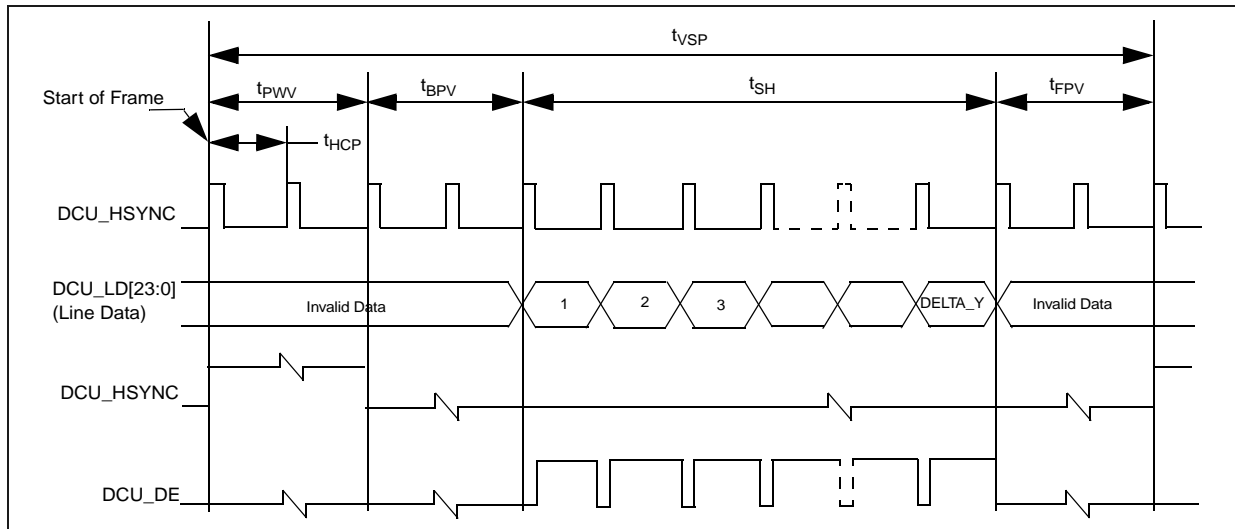 tVSP
tPWV
tBPV
tSH
tFPV
Start of Frame
tHCP
DCU_HSYNC
DCU_LD[23:0]
(Line Data)
Invalid Data
1
2
3
DELTA_Y
Invalid Data
DCU_HSYNC
DCU_DE